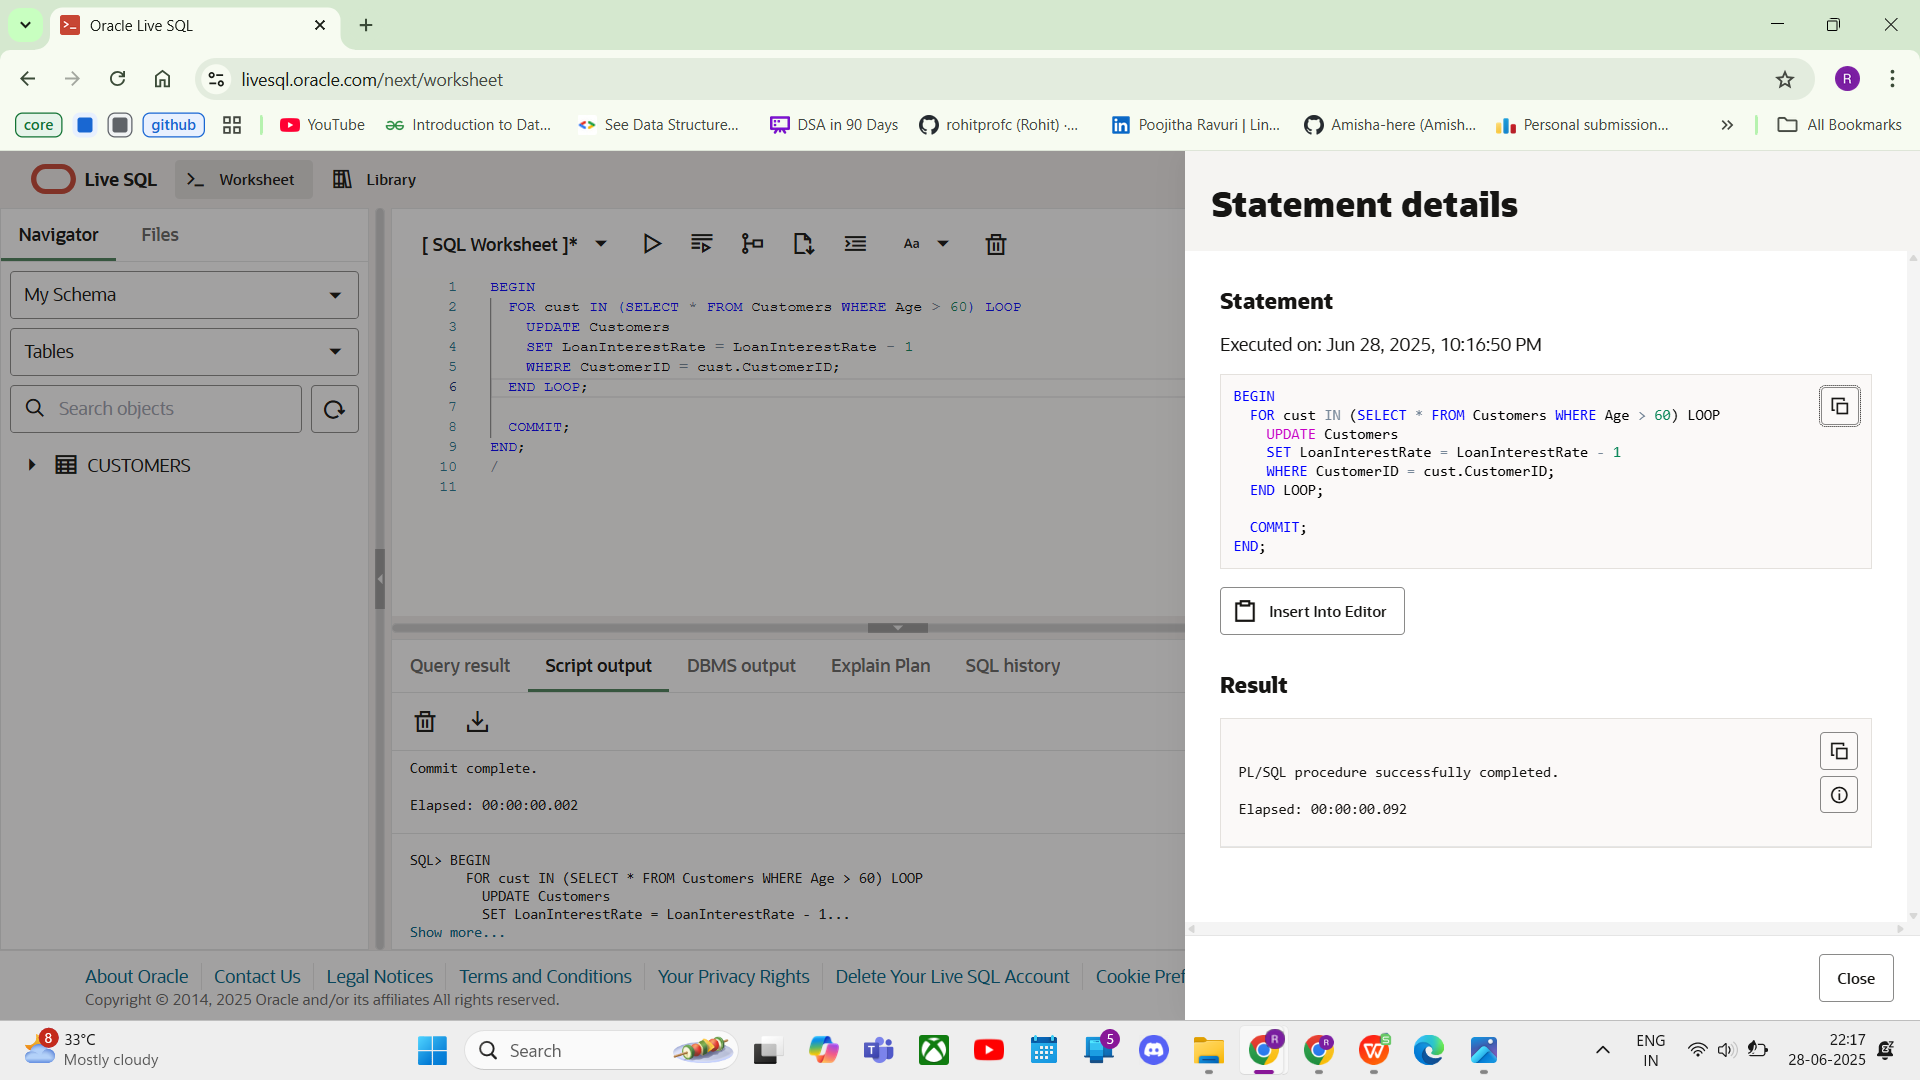 Oracle Live SQL
livesql.oracle.com/next/worksheet
R
core
github
YouTube
Introduction to Dat...
See Data Structure...
DSA in 90 Days
rohitprofc (Rohit) ·...
Poojitha Ravuri | Lin...
Amisha-here (Amish...
Personal submission...
All Bookmarks
Live SQL
Worksheet
Library
Navigator
Files
My Schema
Tables
Search objects
CUSTOMERS
[ SQL Worksheet ]*
Aa
1 BEGIN
2 FOR cust IN (SELECT * FROM Customers WHERE Age > 60) LOOP
3 UPDATE Customers
4 SET LoanInterestRate = LoanInterestRate - 1
5 WHERE CustomerID = cust.CustomerID;
6 END LOOP;
7
8 COMMIT;
9 END;
10 /
11
Query result
Script output
DBMS output
Explain Plan
SQL history
Commit complete.
Elapsed: 00:00:00.002
SQL> BEGIN
FOR cust IN (SELECT * FROM Customers WHERE Age > 60) LOOP
UPDATE Customers
SET LoanInterestRate = LoanInterestRate - 1...
Show more...
Statement details
Statement
Executed on: Jun 28, 2025, 10:16:50 PM
BEGIN
FOR cust IN (SELECT * FROM Customers WHERE Age > 60) LOOP
UPDATE Customers
SET LoanInterestRate = LoanInterestRate - 1
WHERE CustomerID = cust.CustomerID;
END LOOP;
COMMIT;
END;
Insert Into Editor
Result
PL/SQL procedure successfully completed.
Elapsed: 00:00:00.092
Close
About Oracle
Contact Us
Legal Notices
Terms and Conditions
Your Privacy Rights
Delete Your Live SQL Account
Cookie Pref
Copyright © 2014, 2025 Oracle and/or its affiliates All rights reserved.
8
33°C
Mostly cloudy
Search
5
R
R
ENG
IN
22:17
28-06-2025